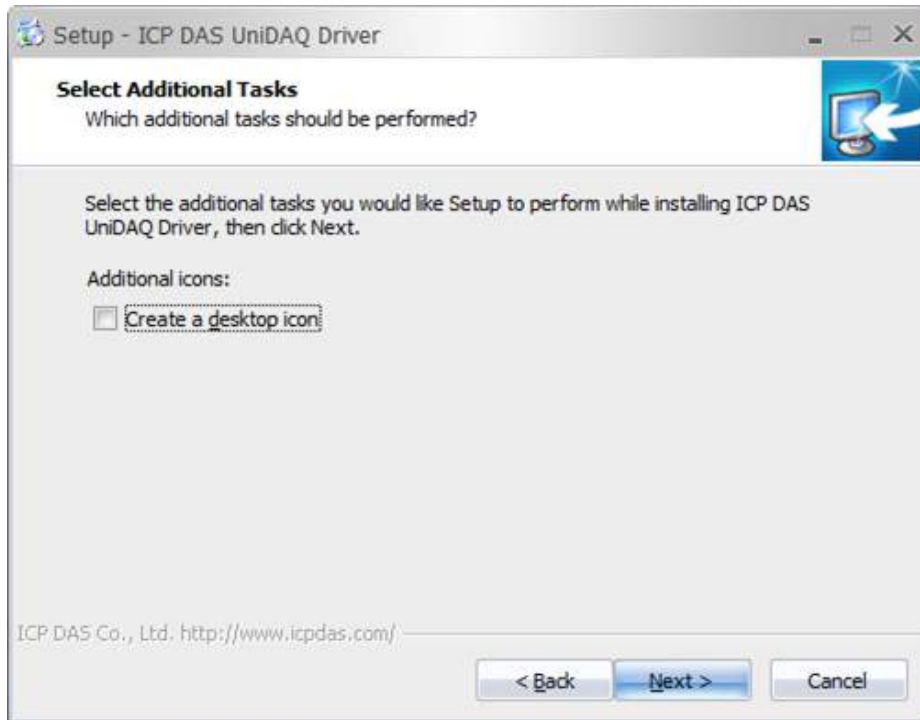 Setup - ICP DAS UniDAQ Driver
Select Additional Tasks
Which additional tasks should be performed?
Select the additional tasks you would like Setup to perform while installing ICP DAS
UniDAQ Driver, then click Next.
Additional icons:
Create a desktop icon
ICP DAS Co., Ltd. http://www.icpdas.com/
< Back
Next >
Cancel